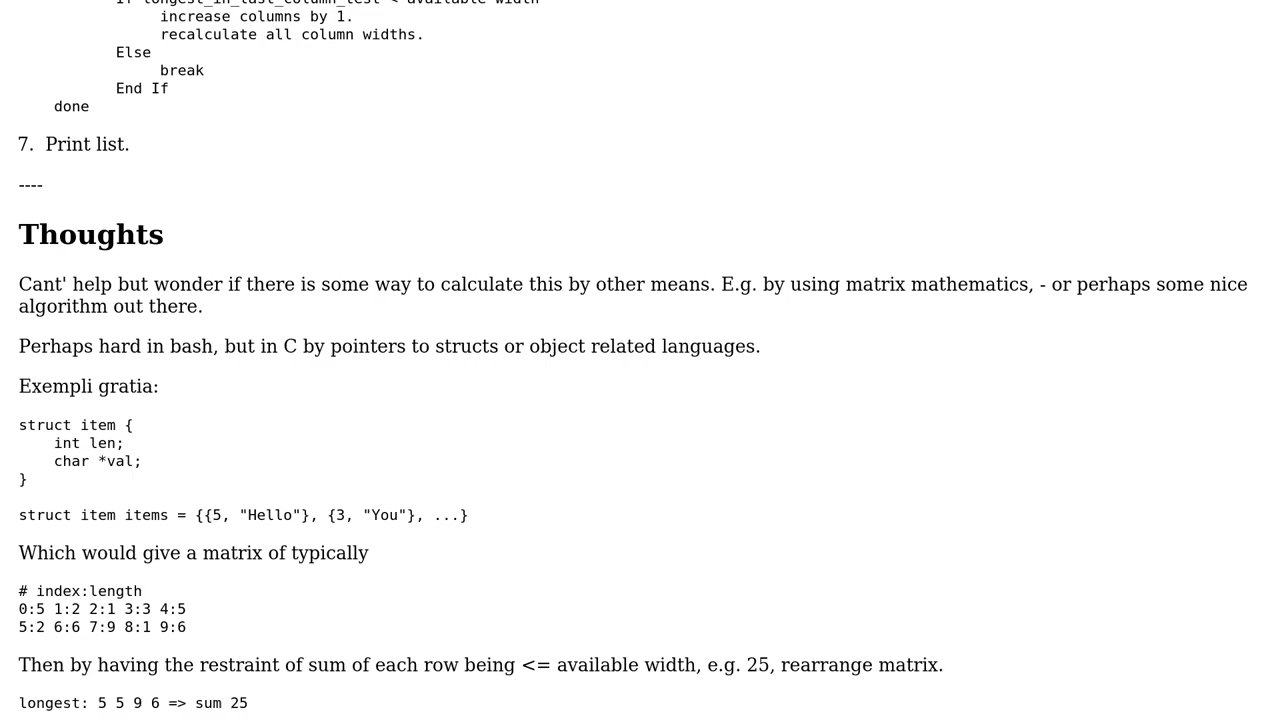 If longest_in_last_column_test < available width
increase columns by 1.
recalculate all column widths.
Else
break
End If
done
7. Print list.
----
Thoughts
Cant' help but wonder if there is some way to calculate this by other means. E.g. by using matrix mathematics, - or perhaps some nice
algorithm out there.
Perhaps hard in bash, but in C by pointers to structs or object related languages.
Exempli gratia:
struct item {
int len;
char *val;
}
struct item items = {{5, "Hello"}, {3, "You"}, ...}
Which would give a matrix of typically
# index:length
0:5 1:2 2:1 3:3 4:5
5:2 6:6 7:9 8:1 9:6
Then by having the restraint of sum of each row being <= available width, e.g. 25, rearrange matrix.
longest: 5 5 9 6 => sum 25